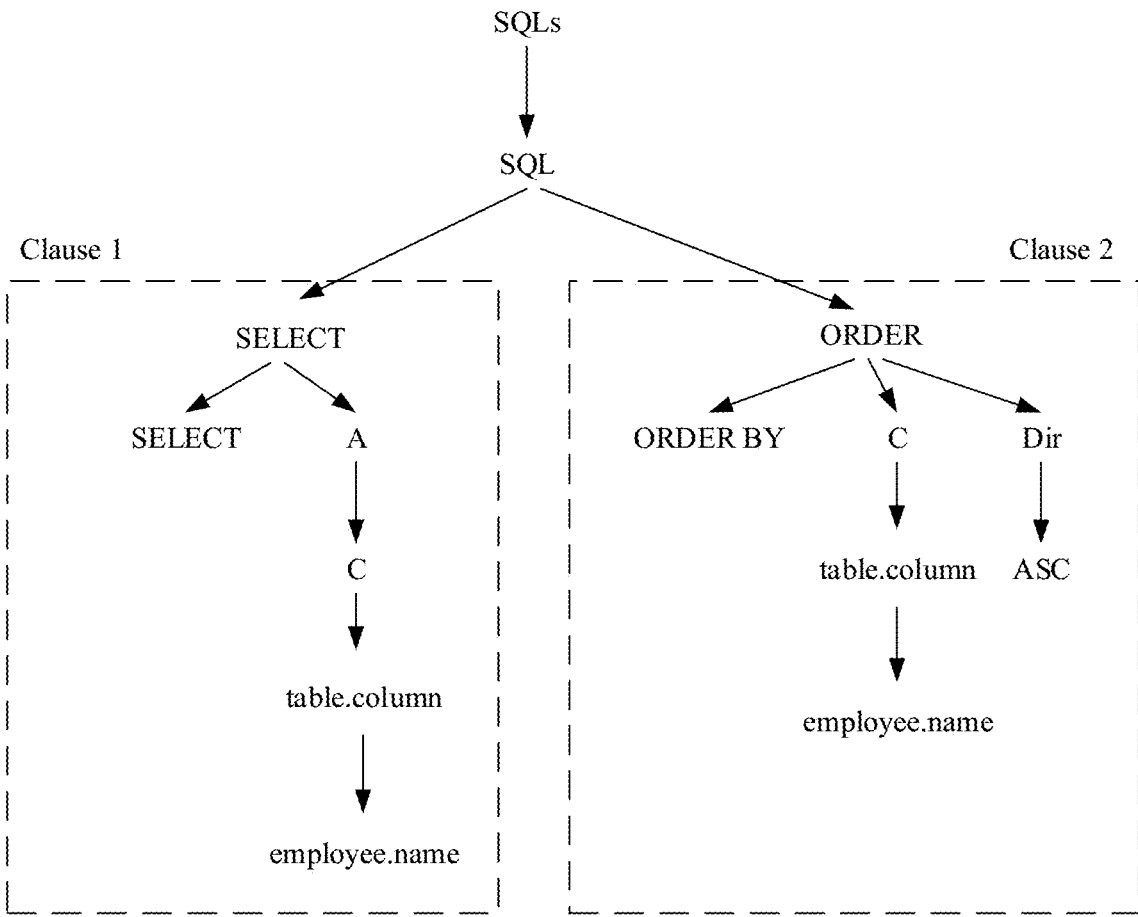 SQLs
SQL
Clause 1
Clause 2
SELECT
ORDER
SELECT
A
ORDER BY
C
Dir
C
table.column
ASC
table.column
employee.name
employee.name